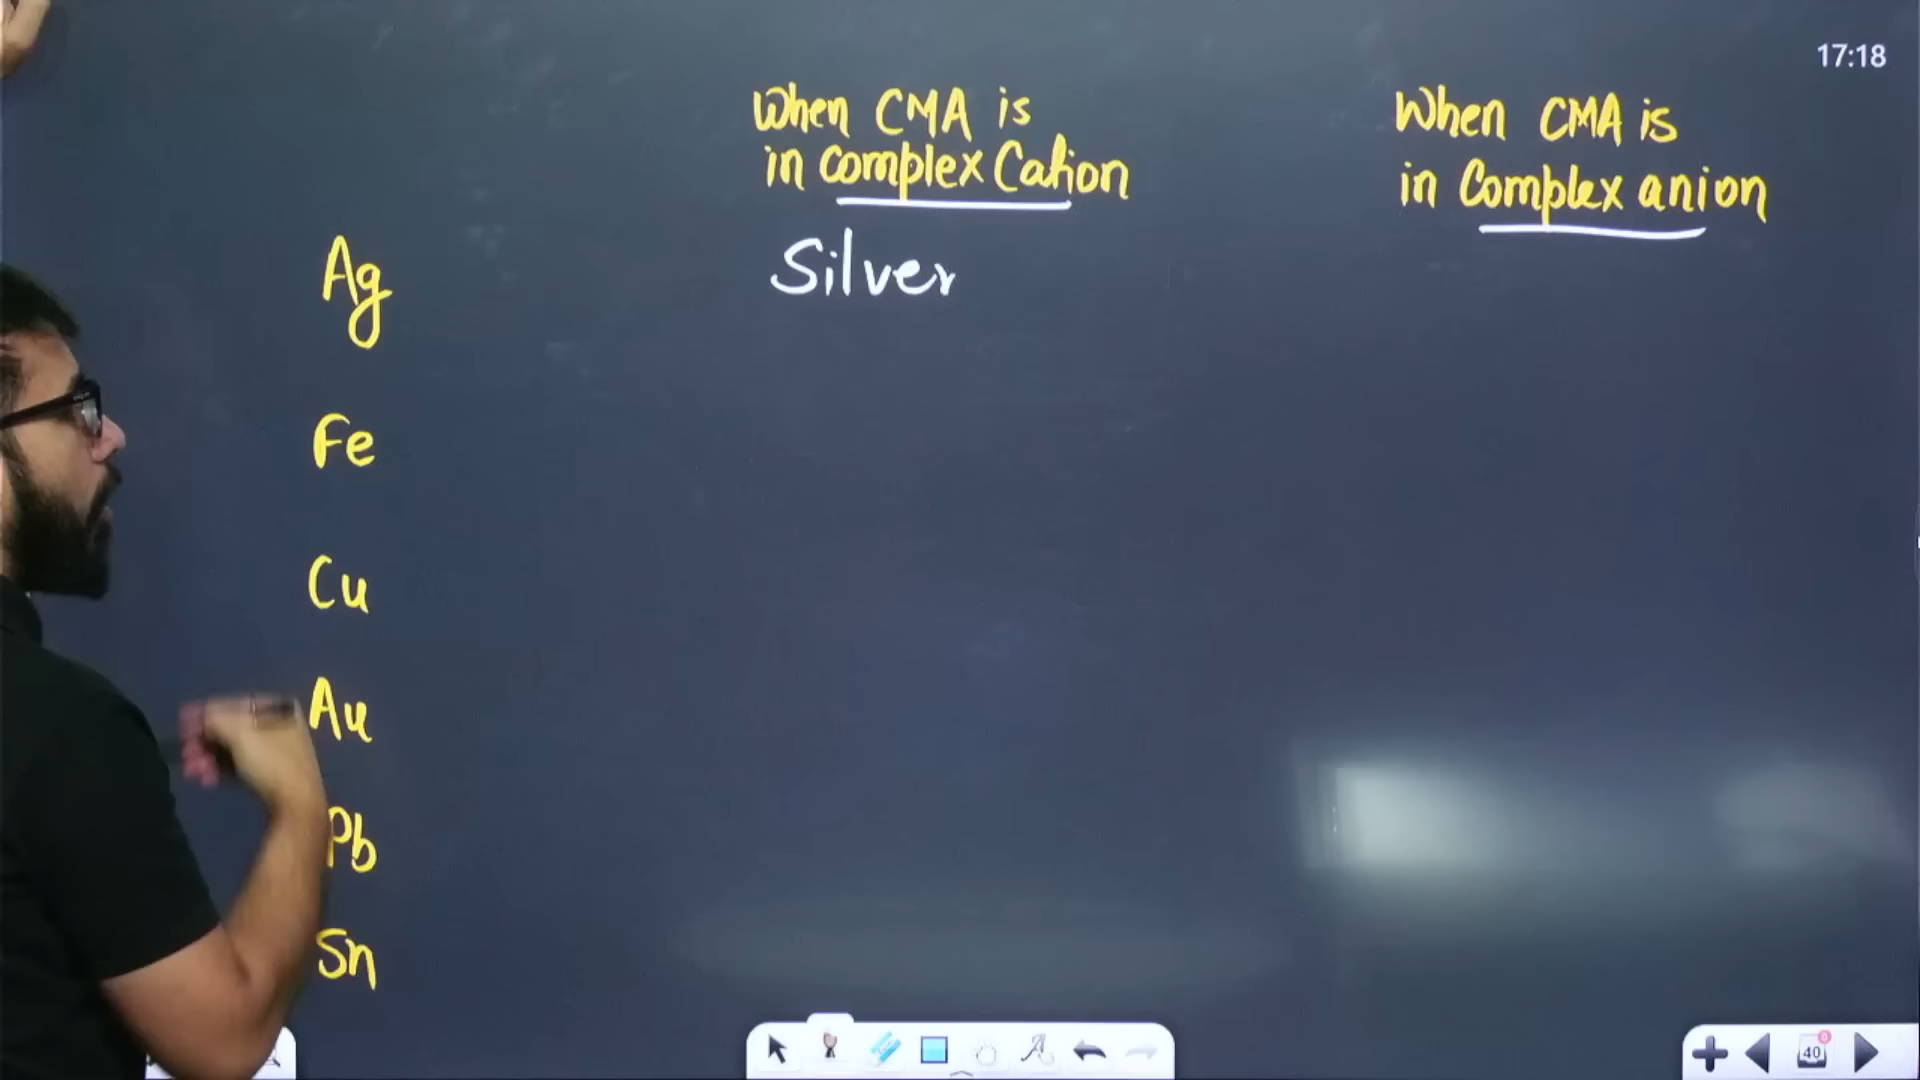 17:18
When CMA is
in complex Cation
When CMA is
in Complex anion
Ag
Silver
Fe
Cu
Au
Pb
Sn
40